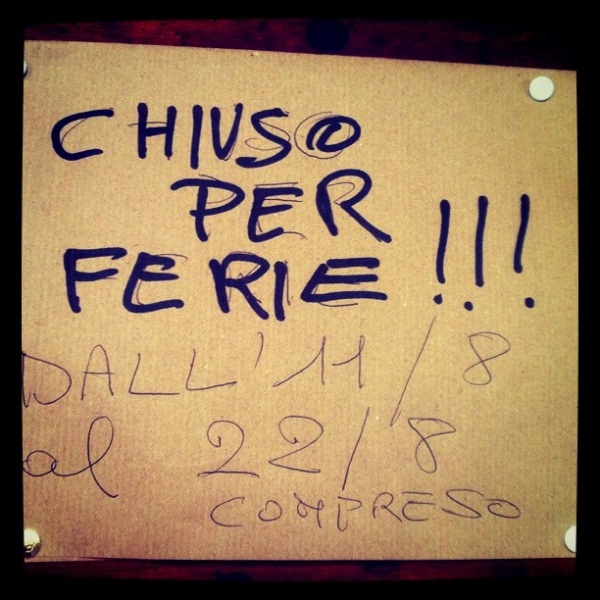 CHIUSO
PER
FERIE!!!
DALL'11/8
al 22/8
COMPRESO